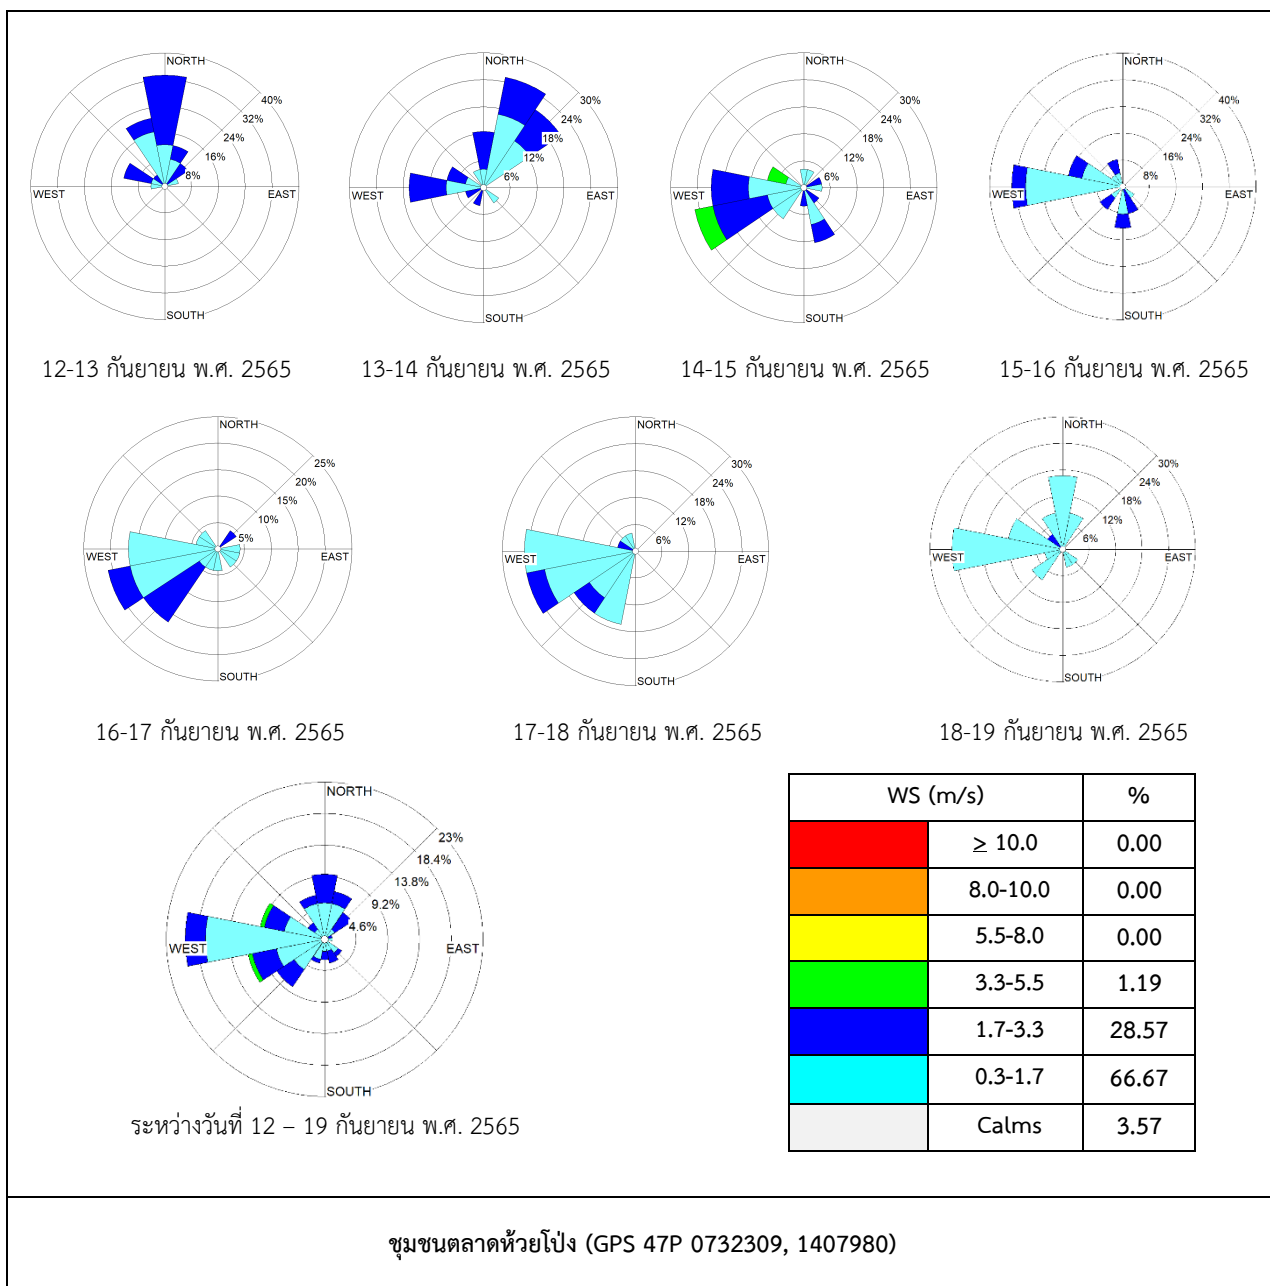 NORTH
40%
32%
24%
16%
8%
WEST
EAST
SOUTH
12-13 กันยายน พ.ศ. 2565
NORTH
30%
24%
18%
12%
6%
WEST
EAST
SOUTH
13-14 กันยายน พ.ศ. 2565
NORTH
30%
24%
18%
12%
6%
WEST
EAST
SOUTH
14-15 กันยายน พ.ศ. 2565
NORTH
40%
32%
24%
16%
8%
WEST
EAST
SOUTH
15-16 กันยายน พ.ศ. 2565
NORTH
25%
20%
15%
10%
5%
WEST
EAST
SOUTH
16-17 กันยายน พ.ศ. 2565
NORTH
30%
24%
18%
12%
6%
WEST
EAST
SOUTH
17-18 กันยายน พ.ศ. 2565
NORTH
30%
24%
18%
12%
6%
WEST
EAST
SOUTH
18-19 กันยายน พ.ศ. 2565
NORTH
23%
18.4%
13.8%
9.2%
4.6%
WEST
EAST
SOUTH
ระหว่างวันที่ 12 – 19 กันยายน พ.ศ. 2565
WS (m/s) %
≥ 10.0 0.00
8.0-10.0 0.00
5.5-8.0 0.00
3.3-5.5 1.19
1.7-3.3 28.57
0.3-1.7 66.67
Calms 3.57
ชุมชนตลาดห้วยโป่ง (GPS 47P 0732309, 1407980)